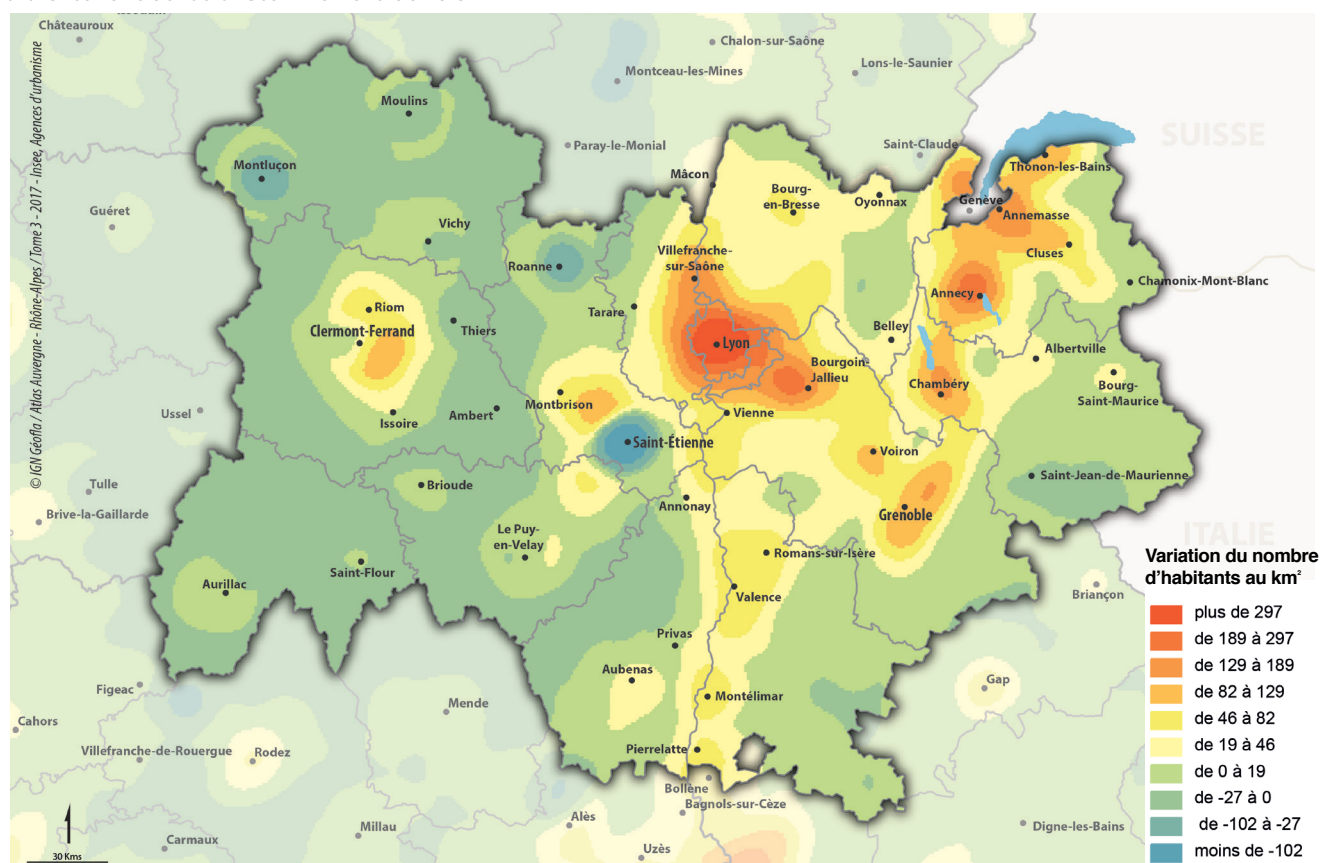 Châteauroux
Chalon-sur-Saône
Lons-le-Saunier
Montceau-les-Mines
Moulins
SUISSE
Paray-le-Monial
Saint-Claude
Thonon-les-Bains
Montluçon
Mâcon
Bourg-
en-Bresse
Oyonnax
Genève
Annemasse
Guéret
Vichy
Villefranche-
sur-Saône
Cluses
Roanne
Chamonix-Mont-Blanc
Annecy
Riom
Tarare
Clermont-Ferrand
Thiers
Belley
Lyon
Albertville
Bourgoin-
Jallieu
Chambéry
Bourg-
Saint-Maurice
Ussel
Issoire
Ambert
Montbrison
Vienne
Saint-Étienne
Voiron
Tulle
Brioude
Saint-Jean-de-Maurienne
Brive-la-Gaillarde
Annonay
Grenoble
ITALIE
Le Puy-
en-Velay
Romans-sur-Isère
Saint-Flour
Aurillac
Valence
Briançon
Privas
Aubenas
Figeac
Montélimar
Gap
Mende
Cahors
Villefranche-de-Rouergue
Rodez
Pierrelatte
Bollène
Bagnols-sur-Cèze
Alès
Millau
Carmaux
Uzès
Digne-les-Bains
30 Kms
© IGN Géofla / Atlas Auvergne - Rhône-Alpes / Tome 3 - 2017 - Insee, Agences d'urbanisme
Variation du nombre
d'habitants au km²
plus de 297
de 189 à 297
de 129 à 189
de 82 à 129
de 46 à 82
de 19 à 46
de 0 à 19
de -27 à 0
de -102 à -27
moins de -102